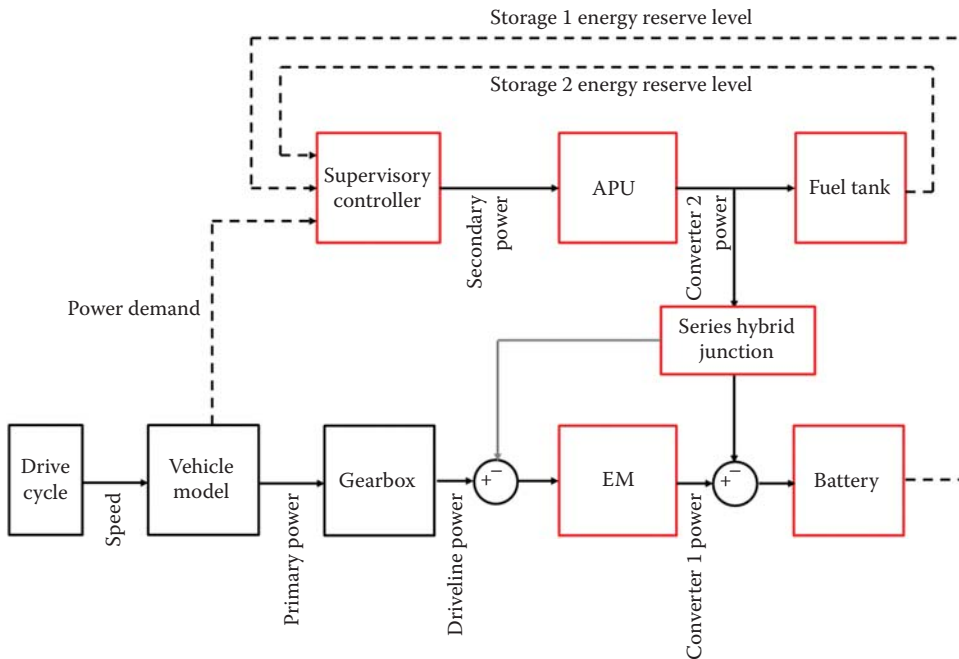 Storage 1 energy reserve level
Storage 2 energy reserve level
Supervisory
controller
Secondary
power
APU
Converter 2
power
Fuel tank
Power demand
Series hybrid
junction
Drive
cycle
Speed
Vehicle
model
Primary power
Gearbox
Driveline power
+ −
EM
Converter 1 power
+ −
Battery